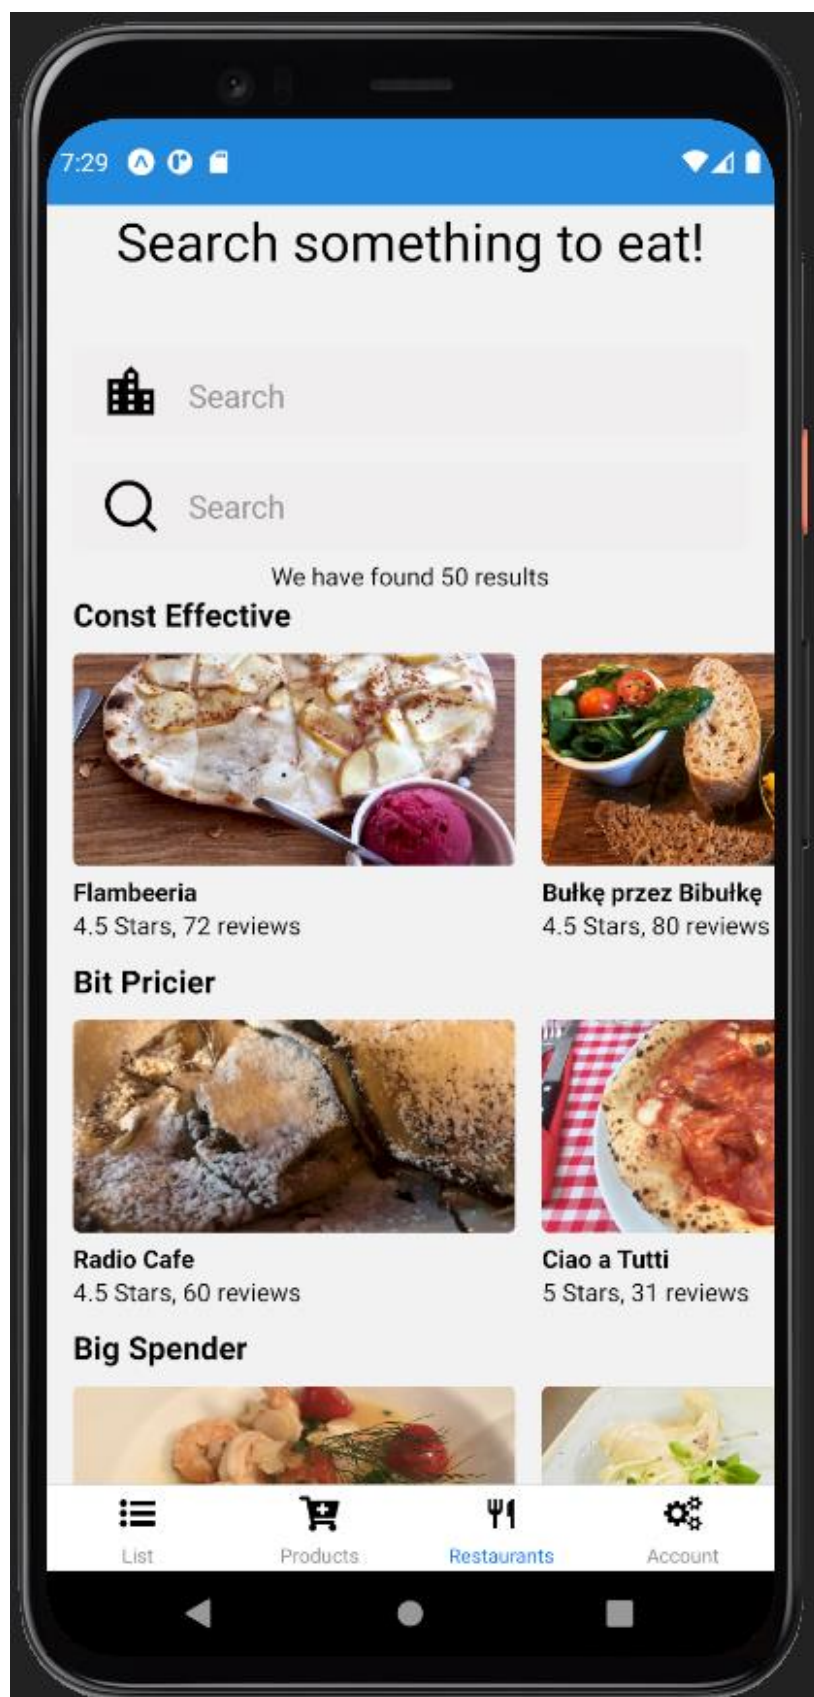 7:29
Search something to eat!
Search
Search
We have found 50 results
Const Effective
Flambeeria
4.5 Stars, 72 reviews
Bułkę przez Bibułkę
4.5 Stars, 80 reviews
Bit Pricier
Radio Cafe
4.5 Stars, 60 reviews
Ciao a Tutti
5 Stars, 31 reviews
Big Spender
List
Products
Restaurants
Account